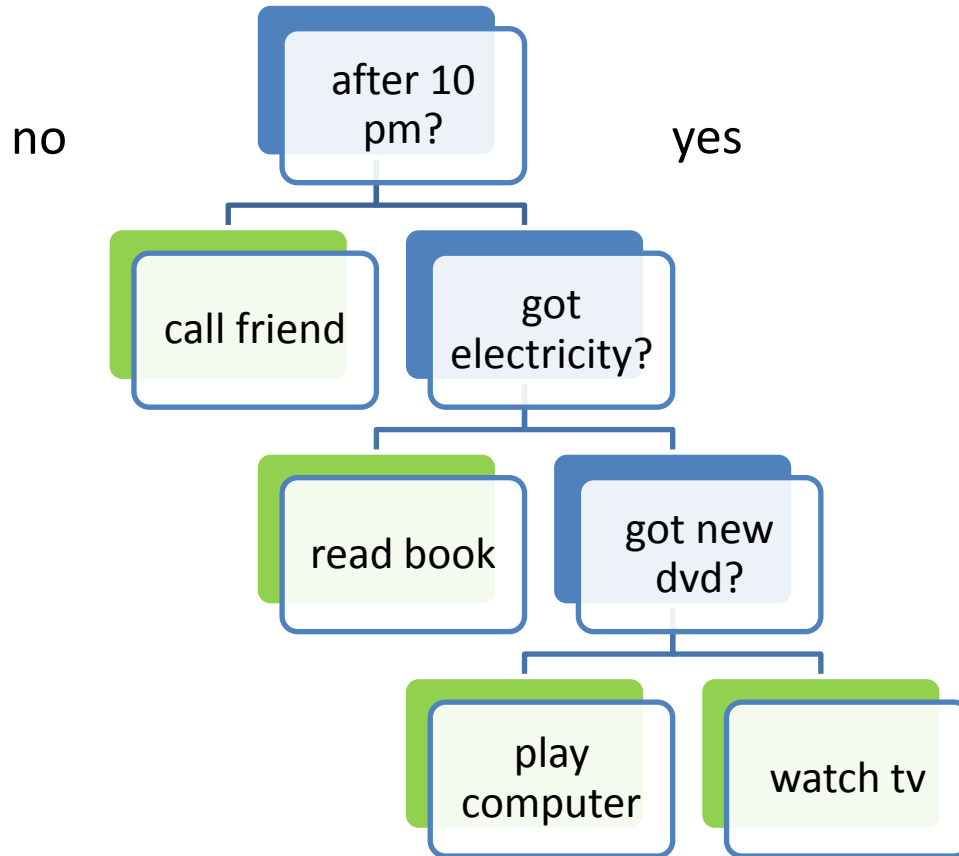 after 10
pm?
no
yes
call friend
got
electricity?
read book
got new
dvd?
play
computer
watch tv